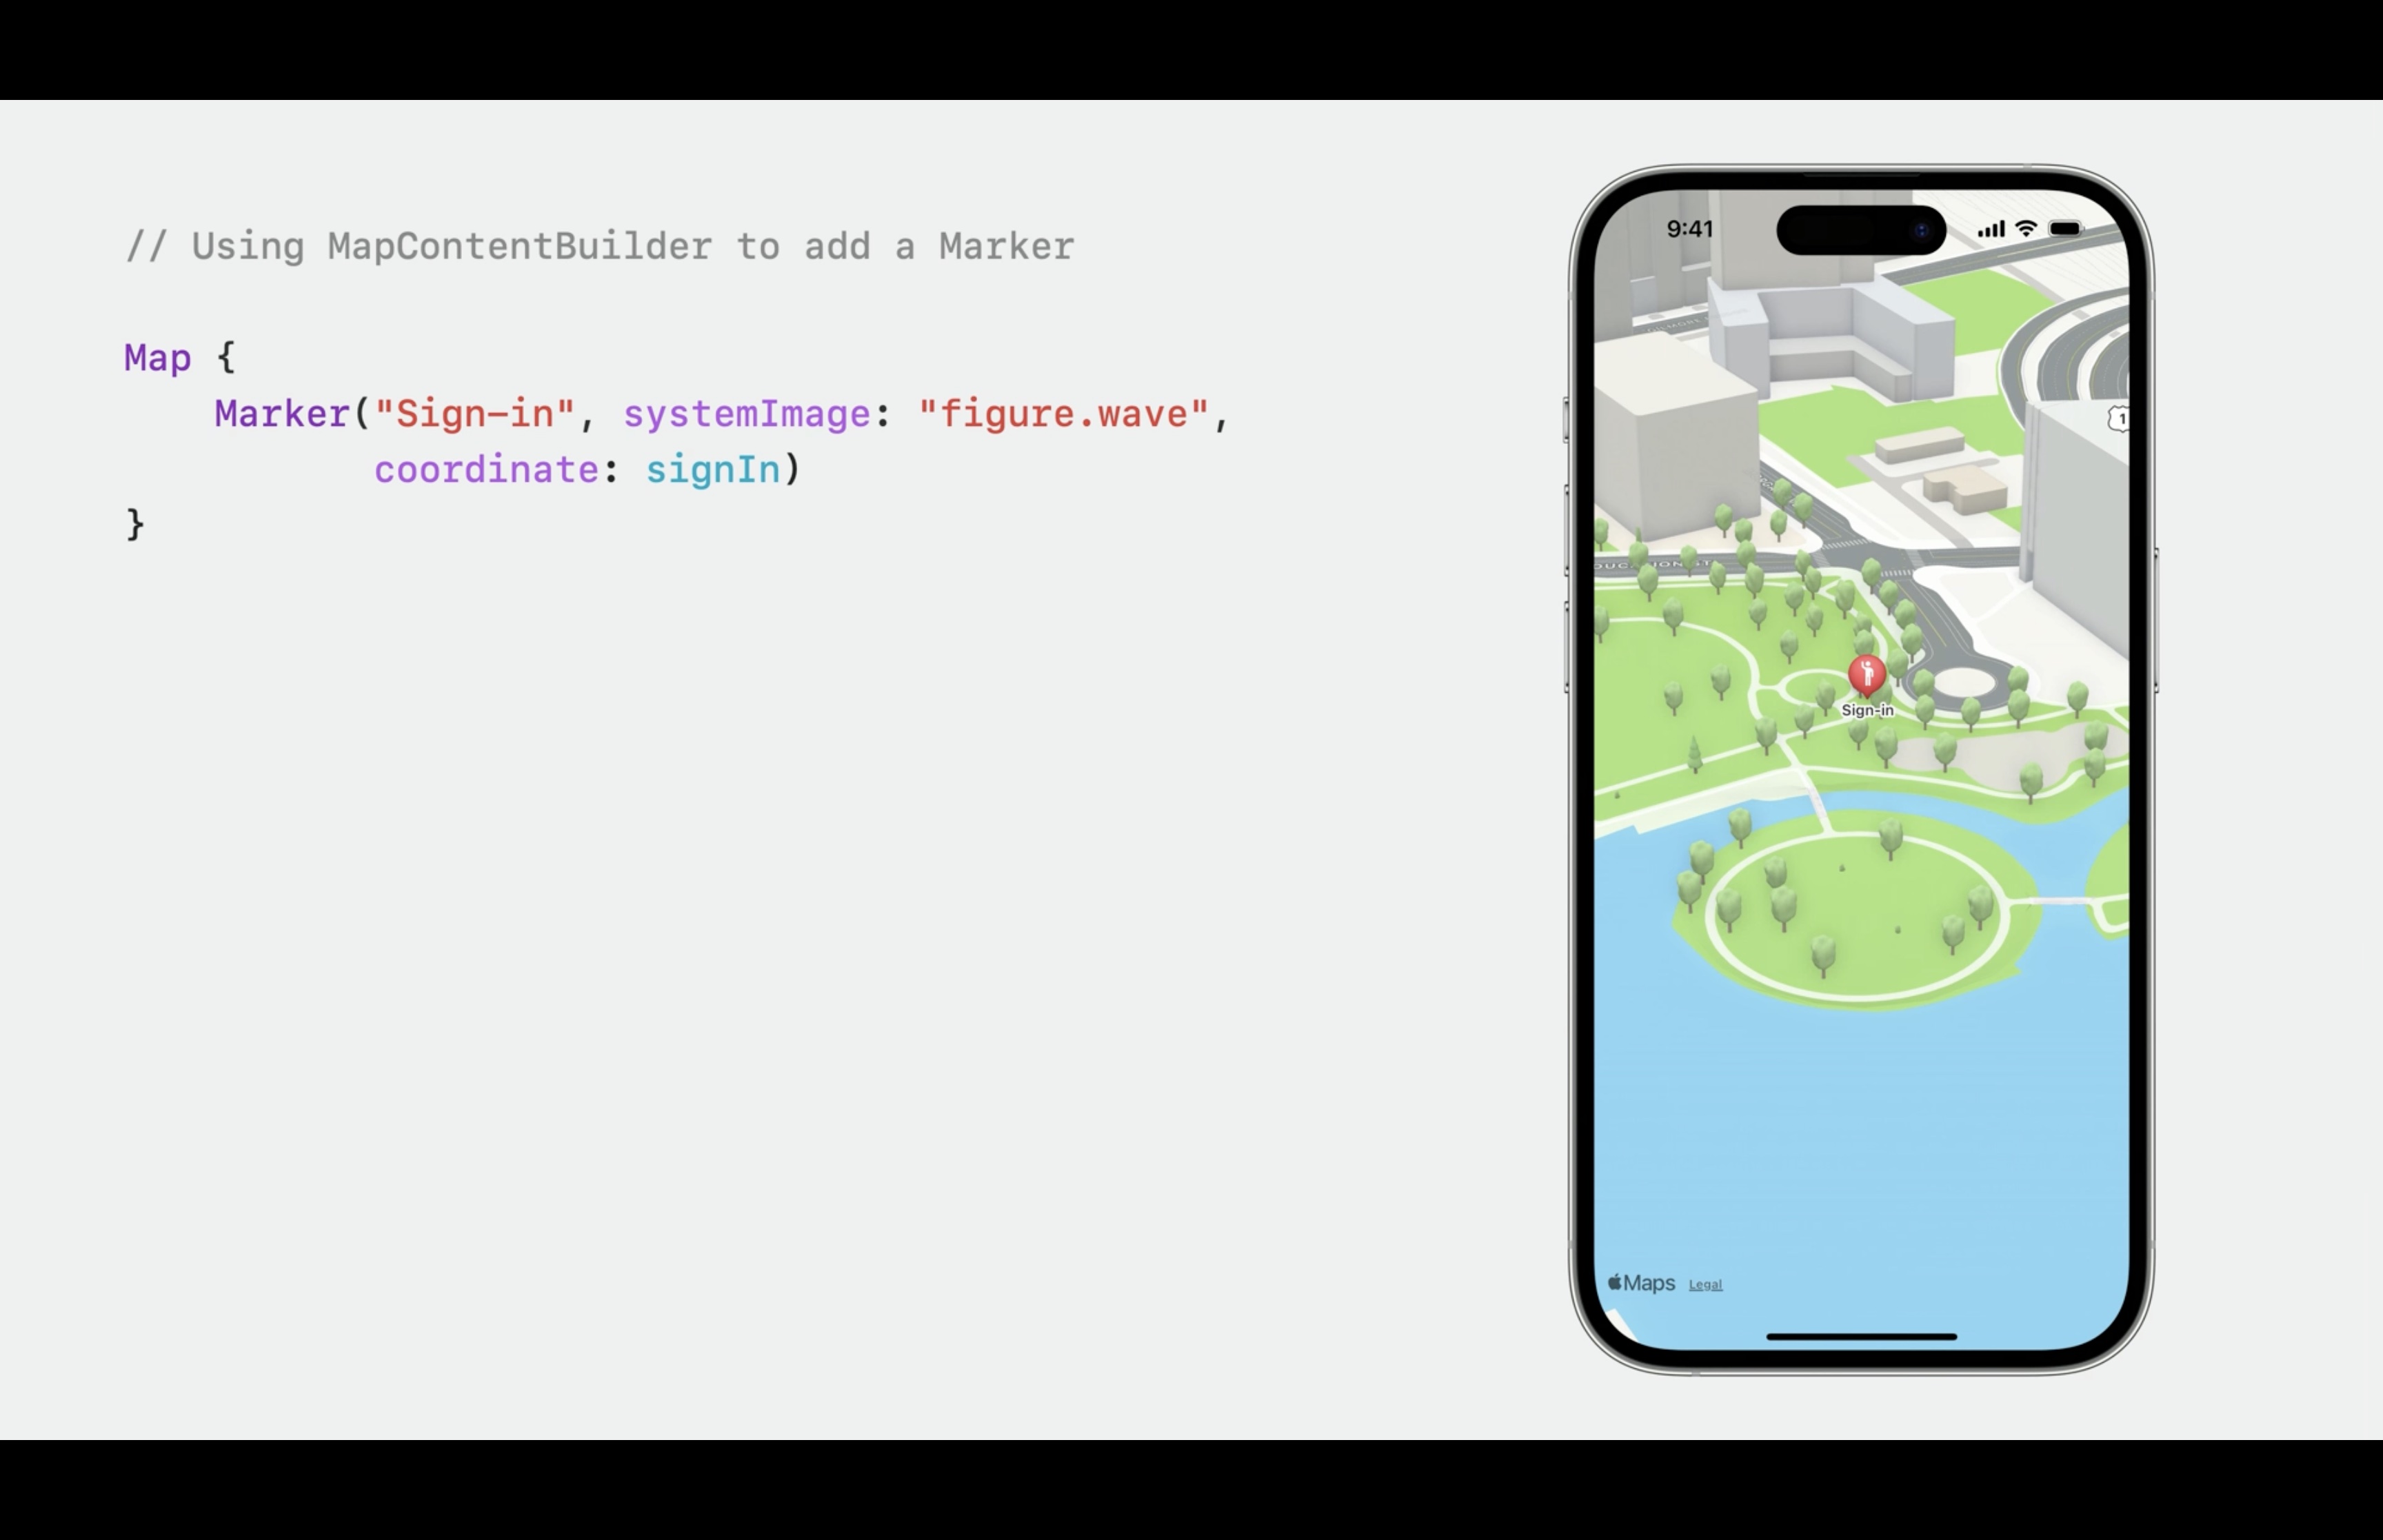 // Using MapContentBuilder to add a Marker
Map {
    Marker("Sign-in", systemImage: "figure.wave",
           coordinate: signIn)
}
9:41
1
Sign-in
Maps Legal